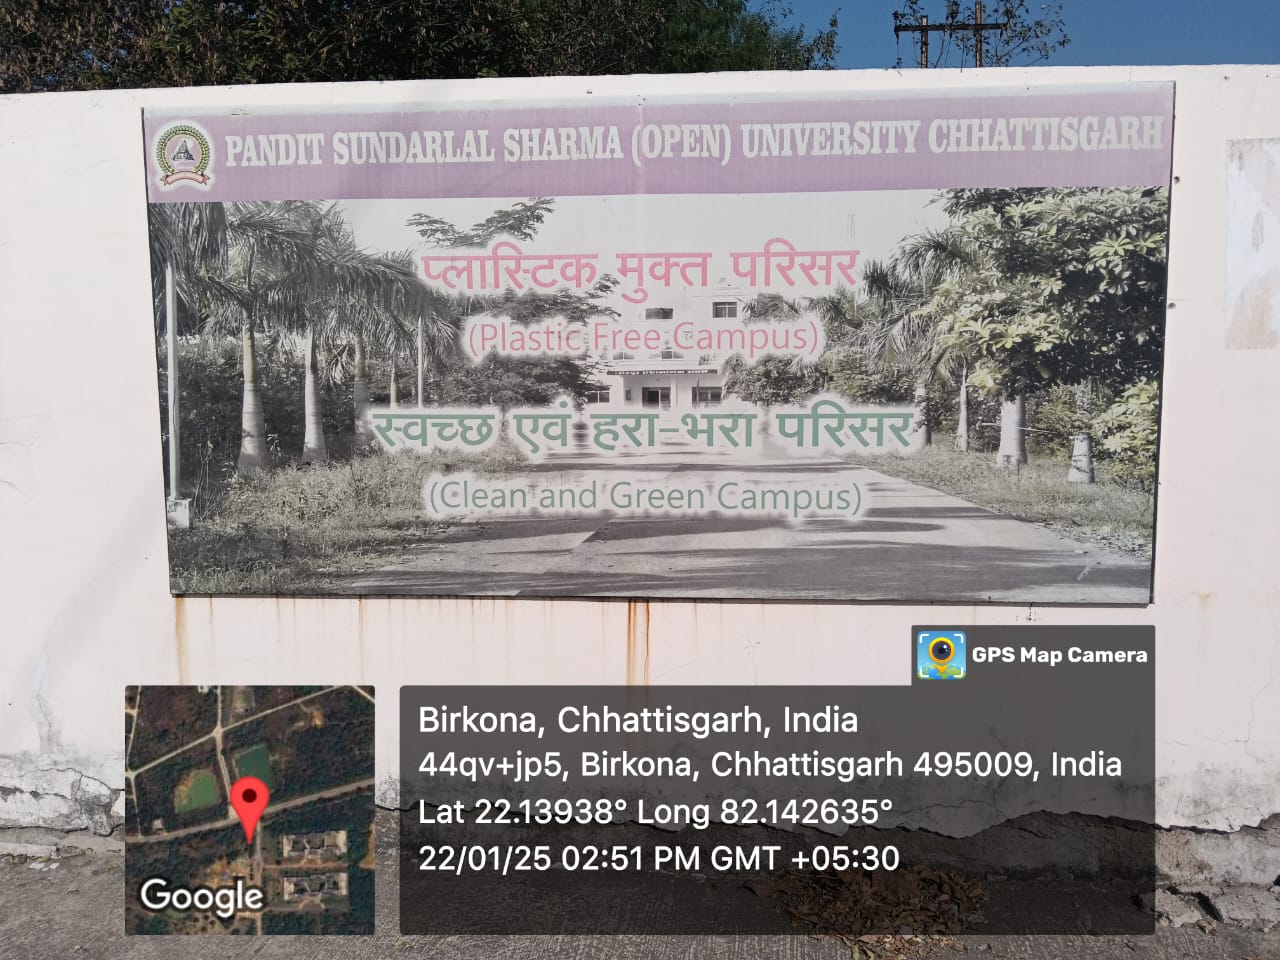 PANDIT SUNDARLAL SHARMA (OPEN) UNIVERSITY CHHATTISGARH
प्लास्टिक मुक्त परिसर
(Plastic Free Campus)
स्वच्छ एवं हरा-भरा परिसर
(Clean and Green Campus)
GPS Map Camera
Birkona, Chhattisgarh, India
44qv+jp5, Birkona, Chhattisgarh 495009, India
Lat 22.13938° Long 82.142635°
22/01/25 02:51 PM GMT +05:30
Google